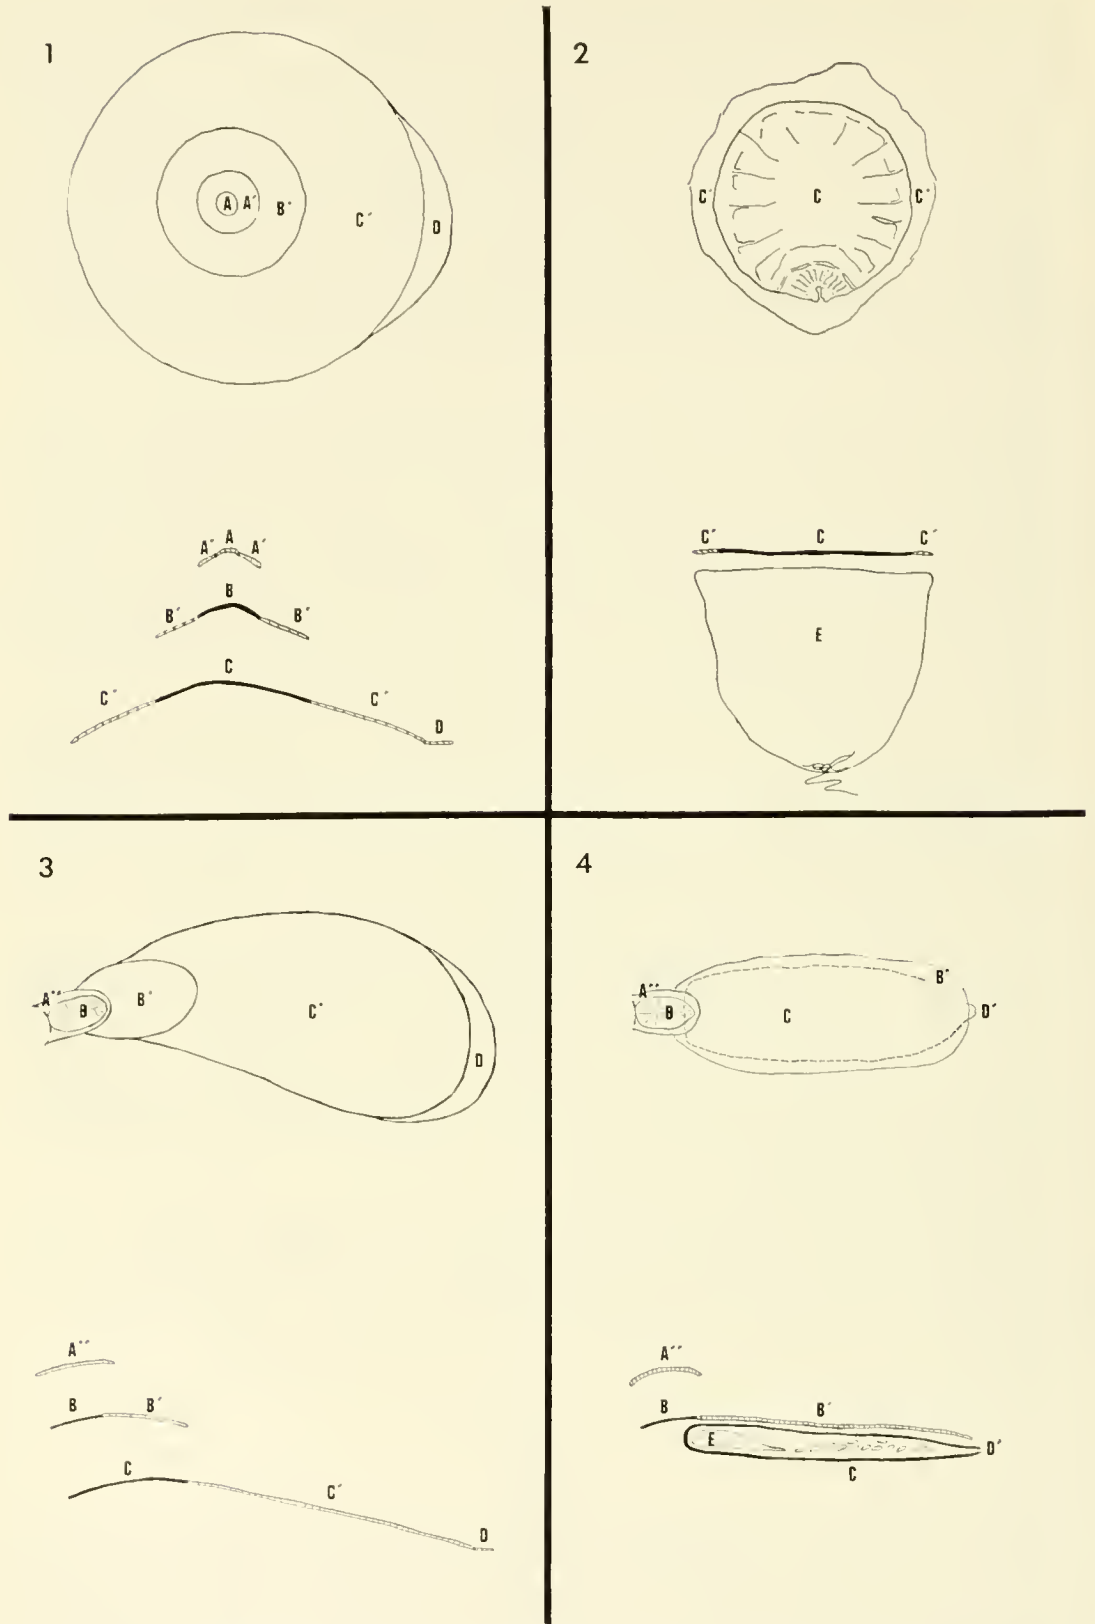 1
A A′ B′ C′ D
A′ A A′
B
B′ B′
C
C′ C′
D
2
C′ C C′
C′ C C′
E
3
A′′ B B′ C′ D
A′′
B B′
C C′ D
4
A′′ B C B′ D′
A′′
B B′
E D′
C